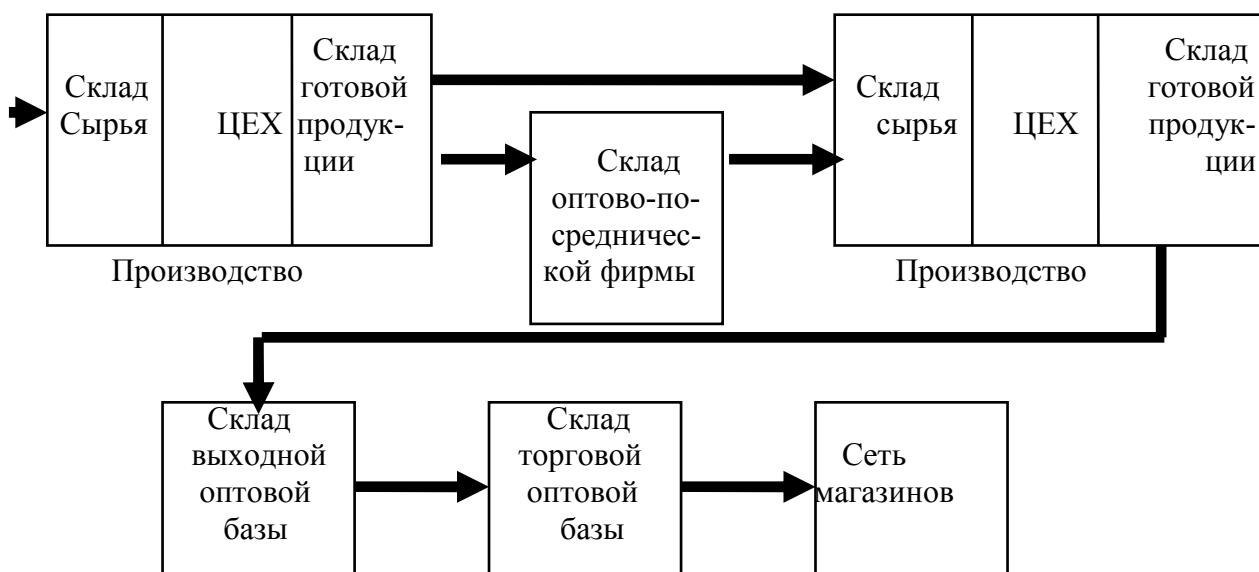 Склад
Сырья
ЦЕХ
Склад
готовой
продук-
ции
Производство
Склад
оптово-по-
средничес-
кой фирмы
Склад
сырья
ЦЕХ
Склад
готовой
продук-
ции
Производство
Склад
выходной
оптовой
базы
Склад
торговой
оптовой
базы
Сеть
магазинов